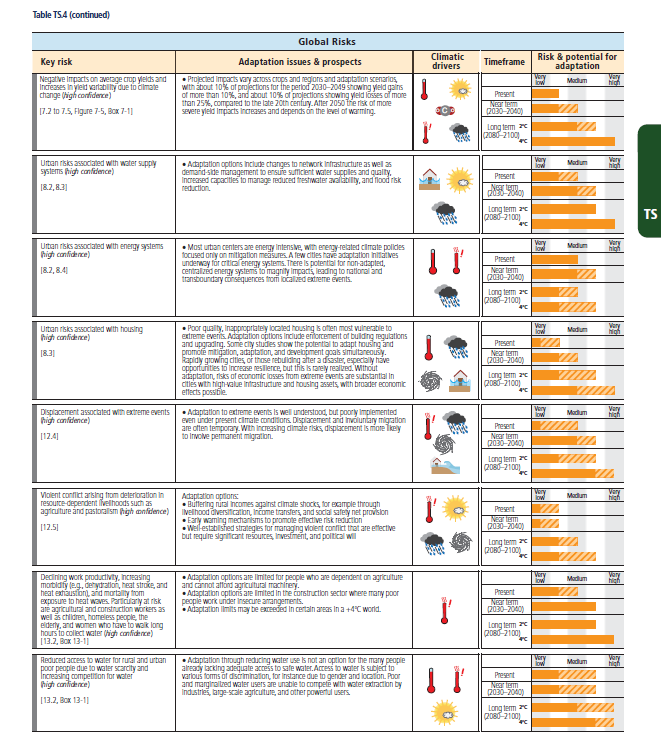 Table TS.4 (continued)
Global Risks
Key risk
Adaptation issues & prospects
Climatic
drivers
Timeframe
Risk & potential for
adaptation
Negative impacts on average crop yields and
increases in yield variability due to climate
change (high confidence)
[7.2 to 7.5, Figure 7-5, Box 7-1]
• Projected impacts vary across crops and regions and adaptation scenarios,
with about 10% of projections for the period 2030–2049 showing yield gains
of more than 10%, and about 10% of projections showing yield losses of more
than 25%, compared to the late 20th century. After 2050 the risk of more
severe yield impacts increases and depends on the level of warming.
Very
low
Medium
Very
high
Present
Near term
(2030–2040)
Long term 2°C
(2080–2100)
4°C
Urban risks associated with water supply
systems (high confidence)
[8.2, 8.3]
• Adaptation options include changes to network infrastructure as well as
demand-side management to ensure sufficient water supplies and quality,
increased capacities to manage reduced freshwater availability, and flood risk
reduction.
Very
low
Medium
Very
high
Present
Near term
(2030–2040)
Long term 2°C
(2080–2100)
4°C
TS
Urban risks associated with energy systems
(high confidence)
[8.2, 8.4]
• Most urban centers are energy intensive, with energy-related climate policies
focused only on mitigation measures. A few cities have adaptation initiatives
underway for critical energy systems. There is potential for non-adapted,
centralized energy systems to magnify impacts, leading to national and
transboundary consequences from localized extreme events.
Very
low
Medium
Very
high
Present
Near term
(2030–2040)
Long term 2°C
(2080–2100)
4°C
Urban risks associated with housing
(high confidence)
[8.3]
• Poor quality, inappropriately located housing is often most vulnerable to
extreme events. Adaptation options include enforcement of building regulations
and upgrading. Some city studies show the potential to adapt housing and
promote mitigation, adaptation, and development goals simultaneously.
Rapidly growing cities, or those rebuilding after a disaster, especially have
opportunities to increase resilience, but this is rarely realized. Without
adaptation, risks of economic losses from extreme events are substantial in
cities with high-value infrastructure and housing assets, with broader economic
effects possible.
Very
low
Medium
Very
high
Present
Near term
(2030–2040)
Long term 2°C
(2080–2100)
4°C
Displacement associated with extreme events
(high confidence)
[12.4]
• Adaptation to extreme events is well understood, but poorly implemented
even under present climate conditions. Displacement and involuntary migration
are often temporary. With increasing climate risks, displacement is more likely
to involve permanent migration.
Very
low
Medium
Very
high
Present
Near term
(2030–2040)
Long term 2°C
(2080–2100)
4°C
Violent conflict arising from deterioration in
resource-dependent livelihoods such as
agriculture and pastoralism (high confidence)
[12.5]
Adaptation options:
• Buffering rural incomes against climate shocks, for example through
livelihood diversification, income transfers, and social safety net provision
• Early warning mechanisms to promote effective risk reduction
• Well-established strategies for managing violent conflict that are effective
but require significant resources, investment, and political will
Very
low
Medium
Very
high
Present
Near term
(2030–2040)
Long term 2°C
(2080–2100)
4°C
Declining work productivity, increasing
morbidity (e.g., dehydration, heat stroke, and
heat exhaustion), and mortality from
exposure to heat waves. Particularly at risk
are agricultural and construction workers as
well as children, homeless people, the
elderly, and women who have to walk long
hours to collect water (high confidence)
[13.2, Box 13-1]
• Adaptation options are limited for people who are dependent on agriculture
and cannot afford agricultural machinery.
• Adaptation options are limited in the construction sector where many poor
people work under insecure arrangements.
• Adaptation limits may be exceeded in certain areas in a +4°C world.
Very
low
Medium
Very
high
Present
Near term
(2030–2040)
Long term 2°C
(2080–2100)
4°C
Reduced access to water for rural and urban
poor people due to water scarcity and
increasing competition for water
(high confidence)
[13.2, Box 13-1]
• Adaptation through reducing water use is not an option for the many people
already lacking adequate access to safe water. Access to water is subject to
various forms of discrimination, for instance due to gender and location. Poor
and marginalized water users are unable to compete with water extraction by
industries, large-scale agriculture, and other powerful users.
Very
low
Medium
Very
high
Present
Near term
(2030–2040)
Long term 2°C
(2080–2100)
4°C